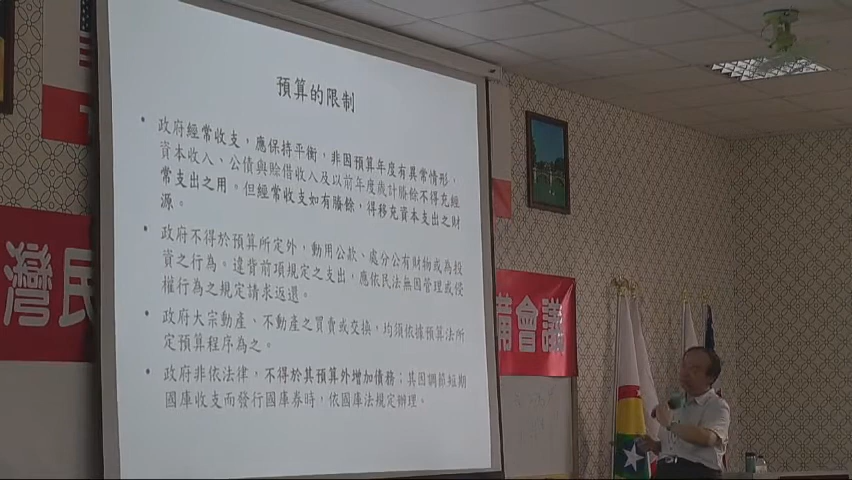 預算的限制
• 政府經常收支，應保持平衡，非因預算年度有異常情形，
資本收入、公債與賒借收入及以前年度歲計賸餘不得充經
常支出之用。但經常收支如有賸餘，得移充資本支出之財
源。
• 政府不得於預算所定外，動用公款、處分公有財物或為投
資之行為。違背前項規定之支出，應依民法無因管理或侵
權行為之規定請求返還。
• 政府大宗動產、不動產之買賣或交換，均須依據預算法所
定預算程序為之。
• 政府非依法律，不得於其預算外增加債務；其因調節短期
國庫收支而發行國庫券時，依國庫法規定辦理。
灣民
備會議